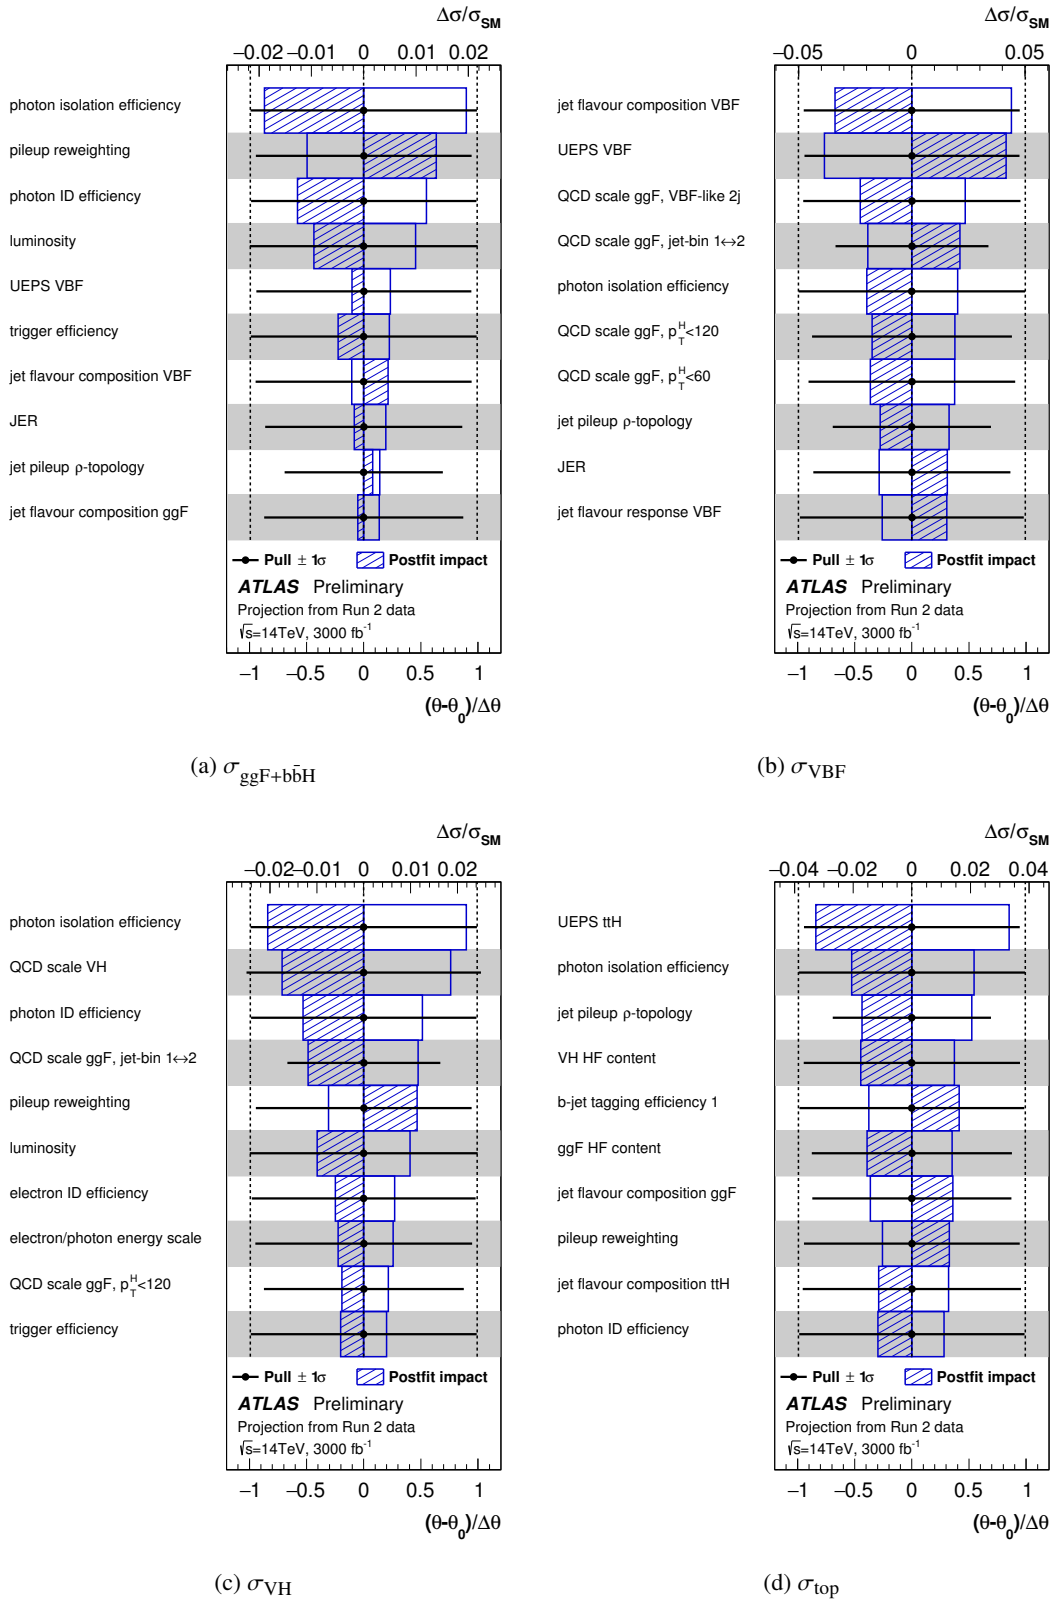 Δσ/σSM
−0.02 −0.01 0 0.01 0.02
photon isolation efficiency
pileup reweighting
photon ID efficiency
luminosity
UEPS VBF
trigger efficiency
jet flavour composition VBF
JER
jet pileup ρ-topology
jet flavour composition ggF
Pull ± 1σ Postfit impact
ATLAS Preliminary
Projection from Run 2 data
√s=14TeV, 3000 fb⁻¹
−1 −0.5 0 0.5 1
(θ-θ₀)/Δθ
(a) σggF+bb̄H
Δσ/σSM
−0.05 0 0.05
jet flavour composition VBF
UEPS VBF
QCD scale ggF, VBF-like 2j
QCD scale ggF, jet-bin 1↔2
photon isolation efficiency
QCD scale ggF, pTH<120
QCD scale ggF, pTH<60
jet pileup ρ-topology
JER
jet flavour response VBF
Pull ± 1σ Postfit impact
ATLAS Preliminary
Projection from Run 2 data
√s=14TeV, 3000 fb⁻¹
−1 −0.5 0 0.5 1
(θ-θ₀)/Δθ
(b) σVBF
Δσ/σSM
−0.02 −0.01 0 0.01 0.02
photon isolation efficiency
QCD scale VH
photon ID efficiency
QCD scale ggF, jet-bin 1↔2
pileup reweighting
luminosity
electron ID efficiency
electron/photon energy scale
QCD scale ggF, pTH<120
trigger efficiency
Pull ± 1σ Postfit impact
ATLAS Preliminary
Projection from Run 2 data
√s=14TeV, 3000 fb⁻¹
−1 −0.5 0 0.5 1
(θ-θ₀)/Δθ
(c) σVH
Δσ/σSM
−0.04 −0.02 0 0.02 0.04
UEPS ttH
photon isolation efficiency
jet pileup ρ-topology
VH HF content
b-jet tagging efficiency 1
ggF HF content
jet flavour composition ggF
pileup reweighting
jet flavour composition ttH
photon ID efficiency
Pull ± 1σ Postfit impact
ATLAS Preliminary
Projection from Run 2 data
√s=14TeV, 3000 fb⁻¹
−1 −0.5 0 0.5 1
(θ-θ₀)/Δθ
(d) σtop